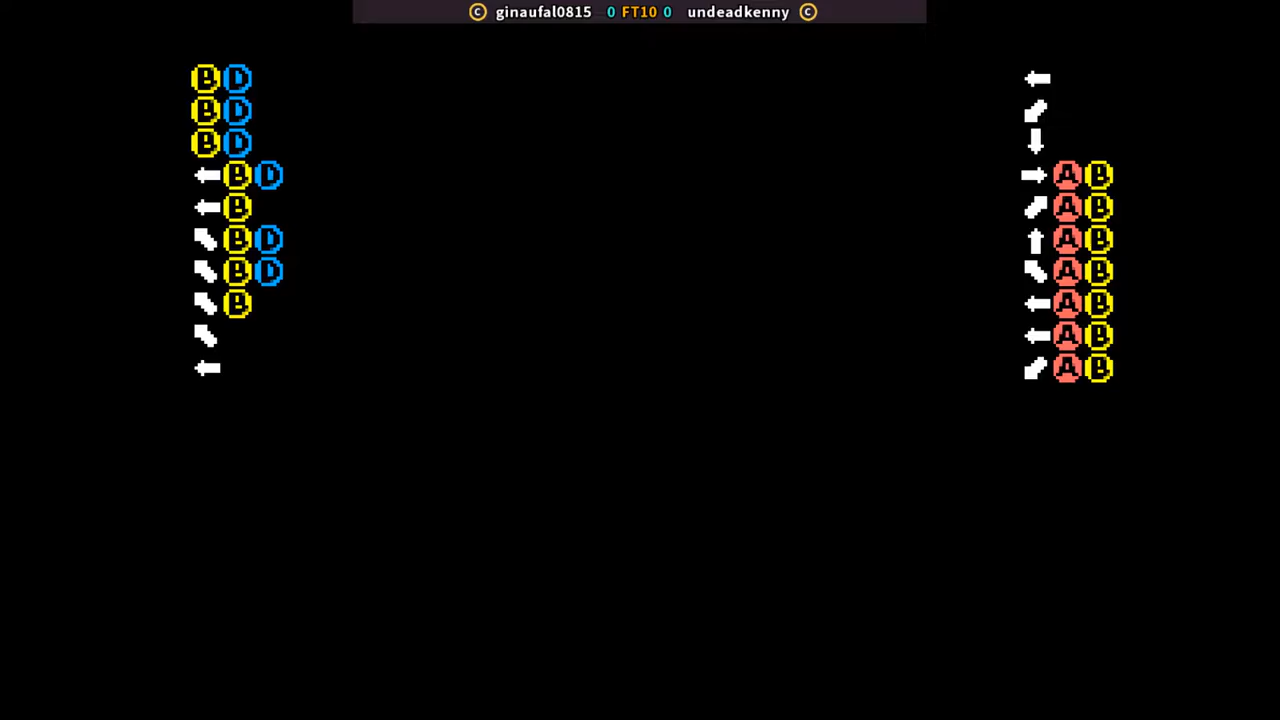 C ginaufal0815 0 FT10 0 undeadkenny C
B D
B D
B D
← B D
← B
↖ B D
↖ B D
↖ B
↖
←
←
↙
↓
→ A B
↗ A B
↑ A B
↖ A B
← A B
← A B
↙ A B